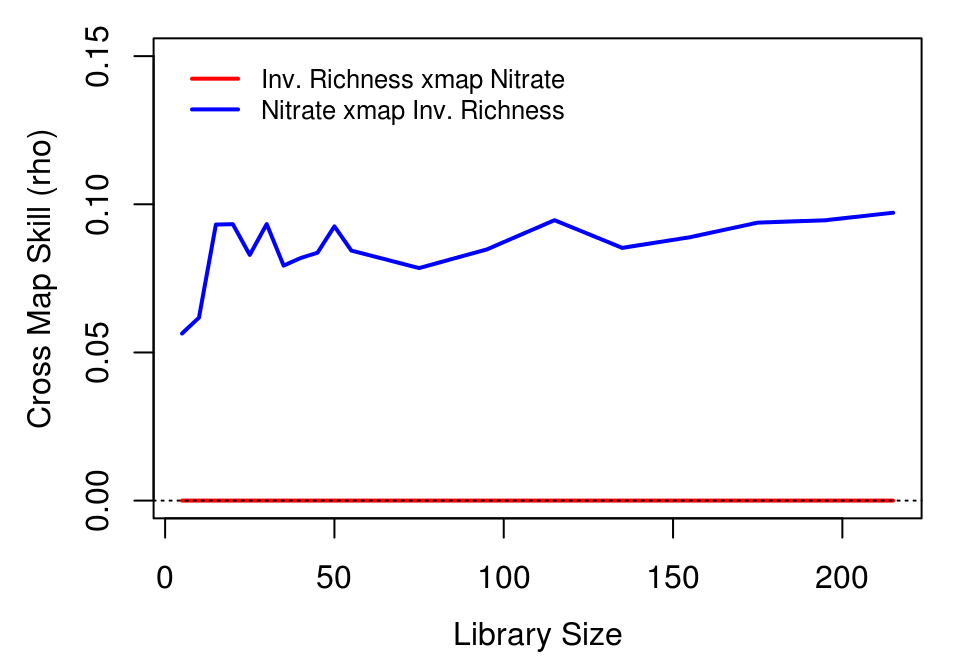 Inv. Richness xmap Nitrate
Nitrate xmap Inv. Richness
Cross Map Skill (rho)
0.15
0.10
0.05
0.00
0 50 100 150 200
Library Size